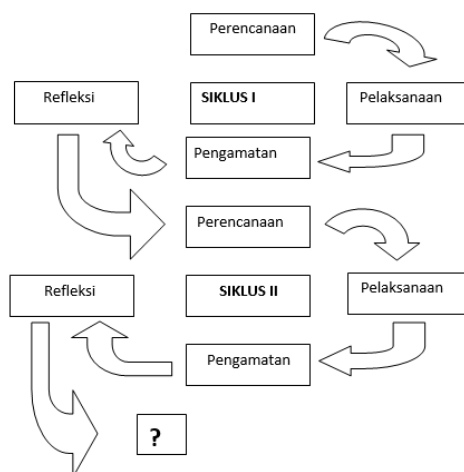 Perencanaan
Refleksi
SIKLUS I
Pelaksanaan
Pengamatan
Perencanaan
Refleksi
SIKLUS II
Pelaksanaan
Pengamatan
?